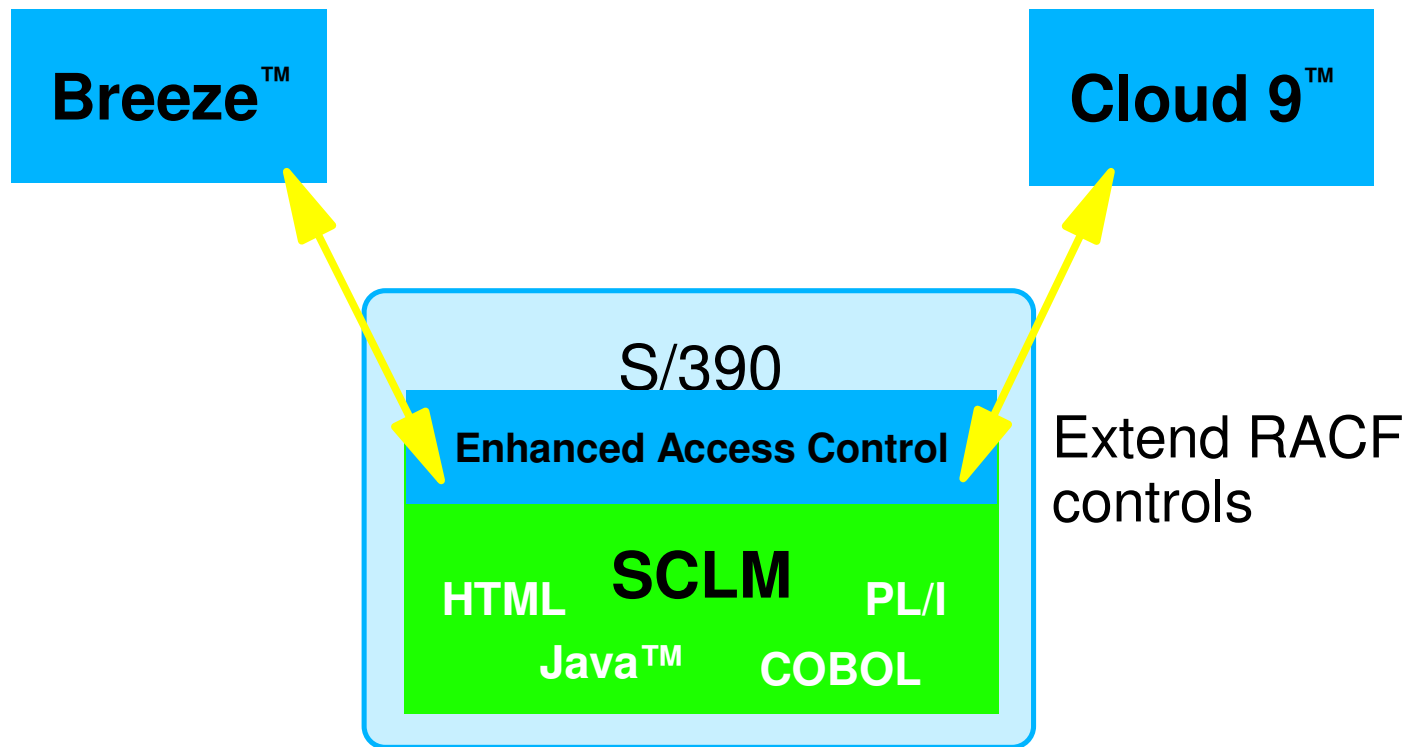 Breeze™
Cloud 9™
S/390
Enhanced Access Control
Extend RACF
controls
SCLM
HTML
PL/I
Java™
COBOL